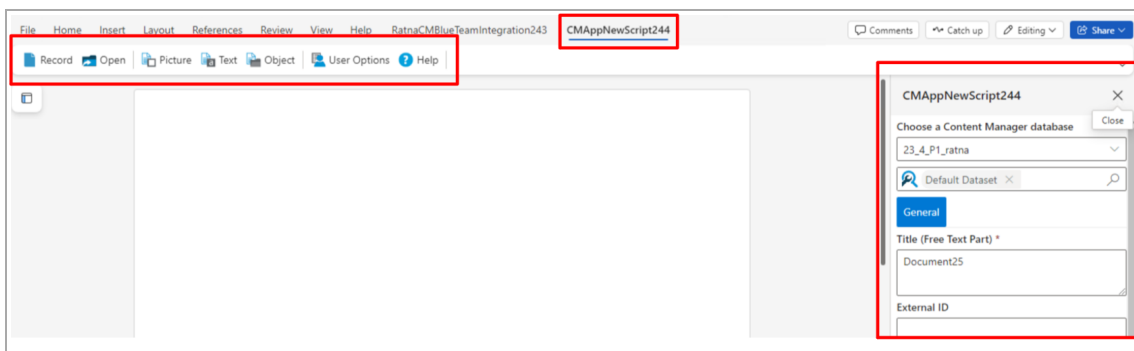 File Home Insert Layout References Review View Help RatnaCMBlueTeamIntegration243 CMAppNewScript244 Comments Catch up Editing Share
Record Open Picture Text Object User Options Help
CMAppNewScript244
Close
Choose a Content Manager database
23_4_P1_ratna
Default Dataset
General
Title (Free Text Part) *
Document25
External ID